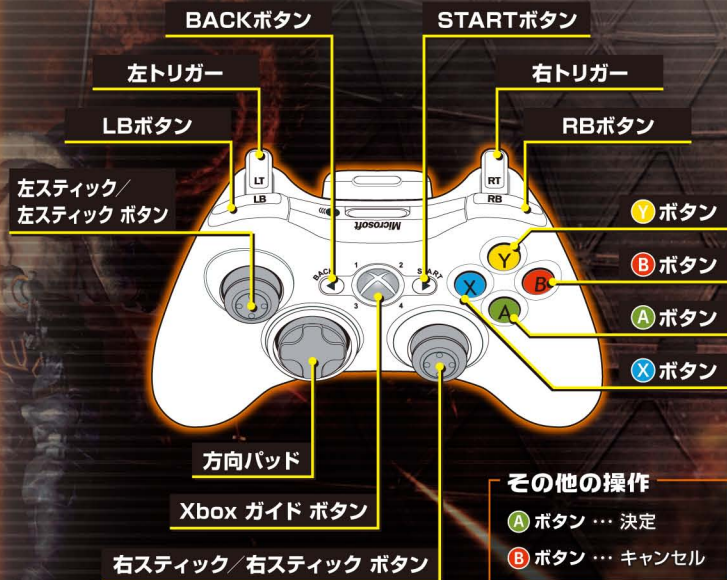 BACKボタン
STARTボタン
左トリガー
右トリガー
LBボタン
RBボタン
LT
RT
LB
RB
左スティック/
左スティック ボタン
Microsoft
Yボタン
Bボタン
Aボタン
Xボタン
BACK
START
1
2
3
4
Y
X
B
A
方向パッド
Xbox ガイド ボタン
右スティック/右スティック ボタン
その他の操作
Aボタン … 決定
Bボタン … キャンセル